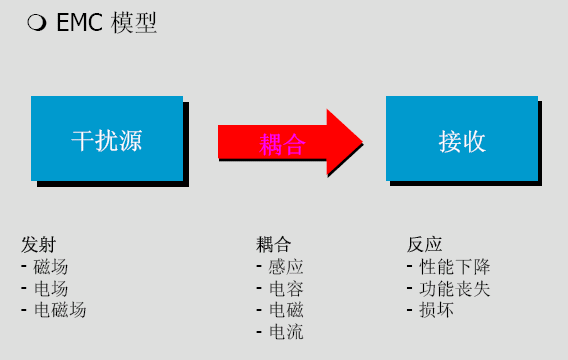 ❍ EMC 模型
干扰源
耦合
接收
发射
- 磁场
- 电场
- 电磁场
耦合
- 感应
- 电容
- 电磁
- 电流
反应
- 性能下降
- 功能丧失
- 损坏